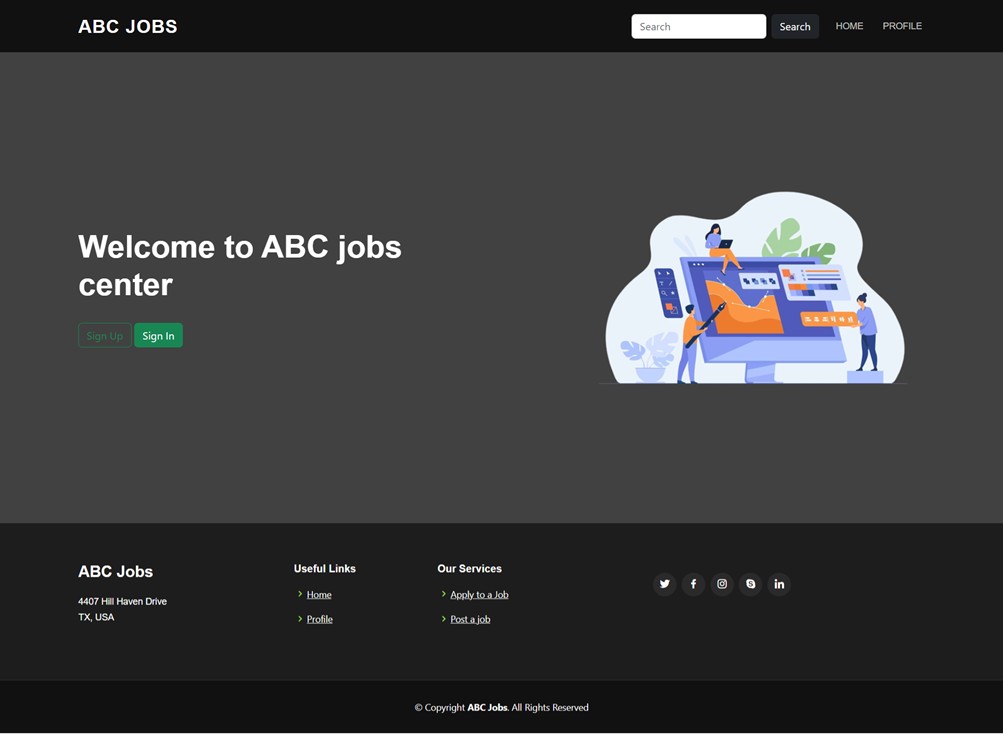 ABC JOBS
Search
Search
HOME
PROFILE
Welcome to ABC jobs
center
Sign Up
Sign In
ABC Jobs
4407 Hill Haven Drive
TX, USA
Useful Links
Home
Profile
Our Services
Apply to a Job
Post a job
© Copyright ABC Jobs. All Rights Reserved